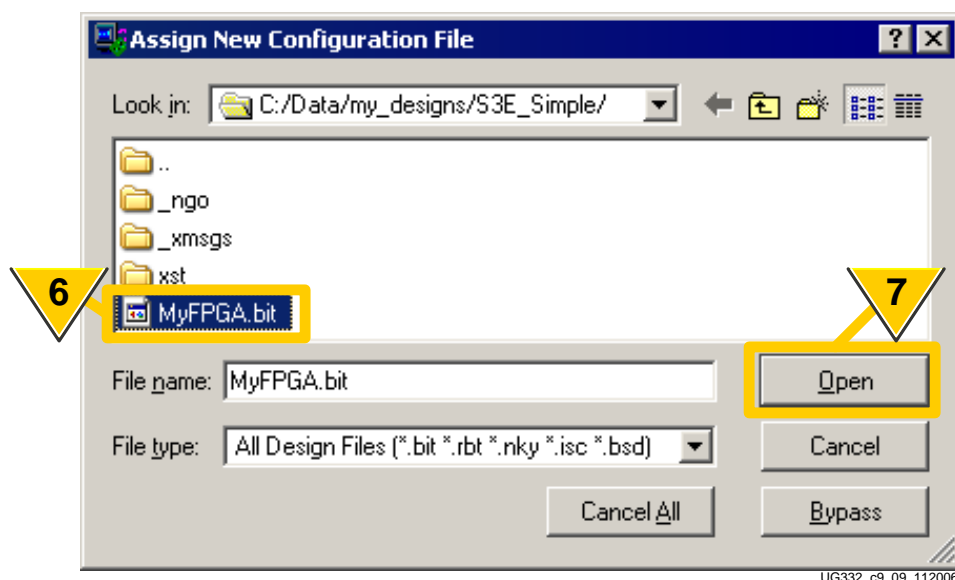 Assign New Configuration File
Look in: C:/Data/my_designs/S3E_Simple/
..
_ngo
_xmsgs
xst
6
7
MyFPGA.bit
File name: MyFPGA.bit
Open
File type: All Design Files (*.bit *.rbt *.nky *.isc *.bsd)
Cancel
Cancel All
Bypass
UG332_c9_09_112006